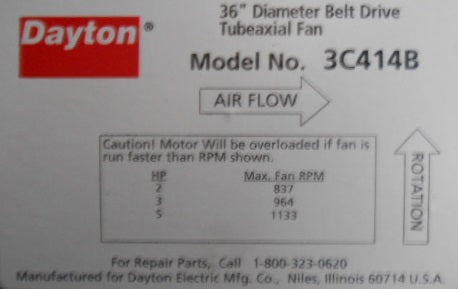 Dayton®
36" Diameter Belt Drive
Tubeaxial Fan
Model No. 3C414B
AIR FLOW
Caution! Motor Will be overloaded if fan is
run faster than RPM shown.
HP Max. Fan RPM
2 837
3 964
5 1133
ROTATION
For Repair Parts, Call 1-800-323-0620
Manufactured for Dayton Electric Mfg. Co., Niles, Illinois 60714 U.S.A.